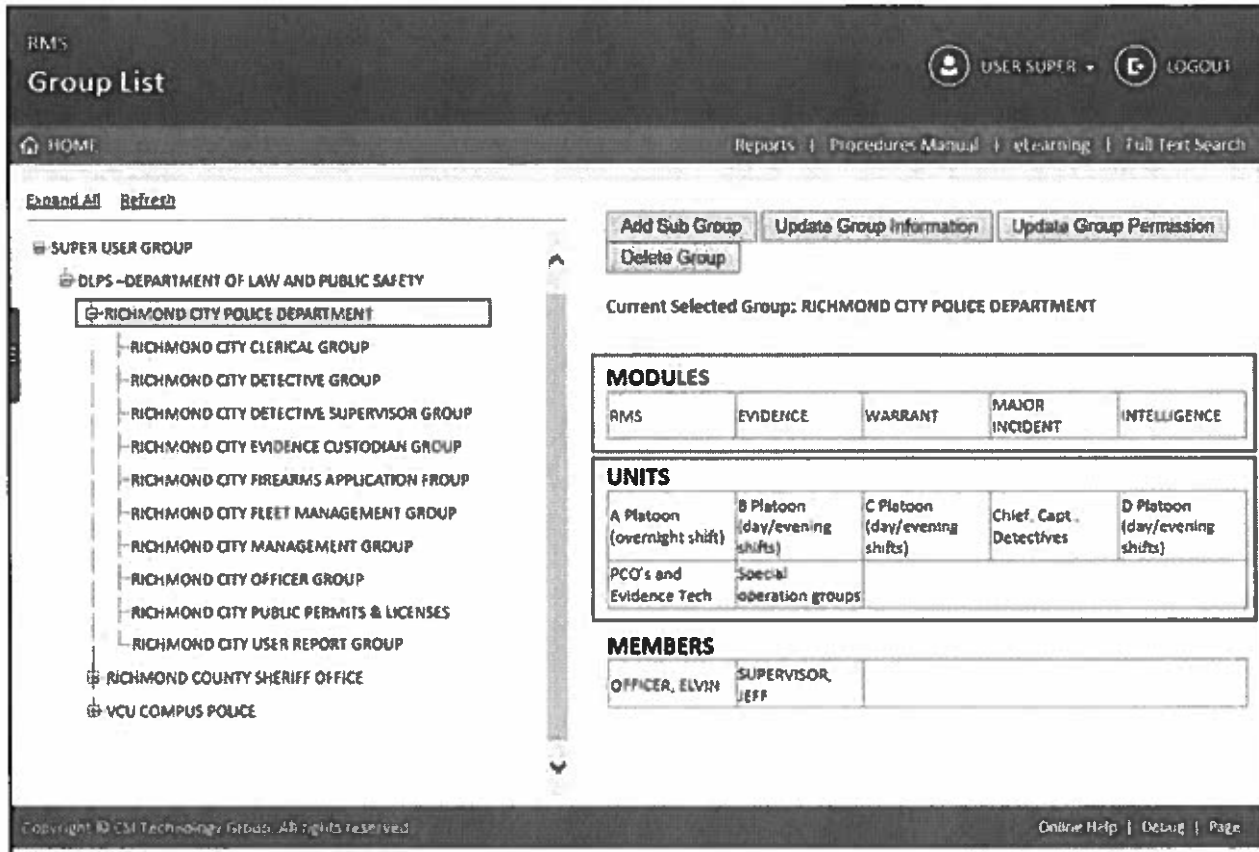 RMS
Group List
USER SUPER
LOGOUT
HOME
Reports | Procedures Manual | eLearning | Full Text Search
Expand All Refresh
SUPER USER GROUP
DLPS -DEPARTMENT OF LAW AND PUBLIC SAFETY
RICHMOND CITY POLICE DEPARTMENT
RICHMOND CITY CLERICAL GROUP
RICHMOND CITY DETECTIVE GROUP
RICHMOND CITY DETECTIVE SUPERVISOR GROUP
RICHMOND CITY EVIDENCE CUSTODIAN GROUP
RICHMOND CITY FIREARMS APPLICATION FROUP
RICHMOND CITY FLEET MANAGEMENT GROUP
RICHMOND CITY MANAGEMENT GROUP
RICHMOND CITY OFFICER GROUP
RICHMOND CITY PUBLIC PERMITS & LICENSES
RICHMOND CITY USER REPORT GROUP
RICHMOND COUNTY SHERIFF OFFICE
VCU COMPUS POLICE
Add Sub Group Update Group Information Update Group Permission
Delete Group
Current Selected Group: RICHMOND CITY POLICE DEPARTMENT
MODULES
RMS EVIDENCE WARRANT MAJOR INCIDENT INTELLIGENCE
UNITS
A Platoon (overnight shift) B Platoon (day/evening shifts) C Platoon (day/evening shifts) Chief, Capt., Detectives D Platoon (day/evening shifts)
PCO's and Evidence Tech Special operation groups
MEMBERS
OFFICER, ELVIN SUPERVISOR, JEFF
Copyright © CSI Technology Group. All rights reserved
Online Help | Debug | Page